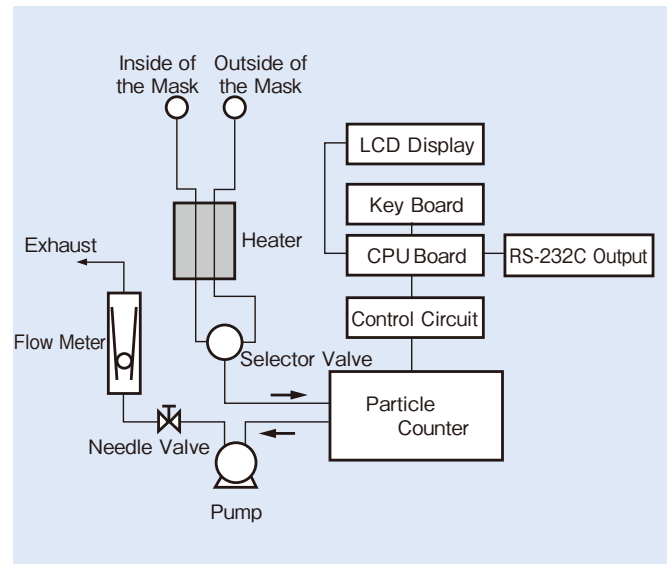 Inside of
the Mask
Outside of
the Mask
LCD Display
Key Board
Heater
Exhaust
CPU Board
RS-232C Output
Flow Meter
Control Circuit
Selector Valve
Particle
Counter
Needle Valve
Pump